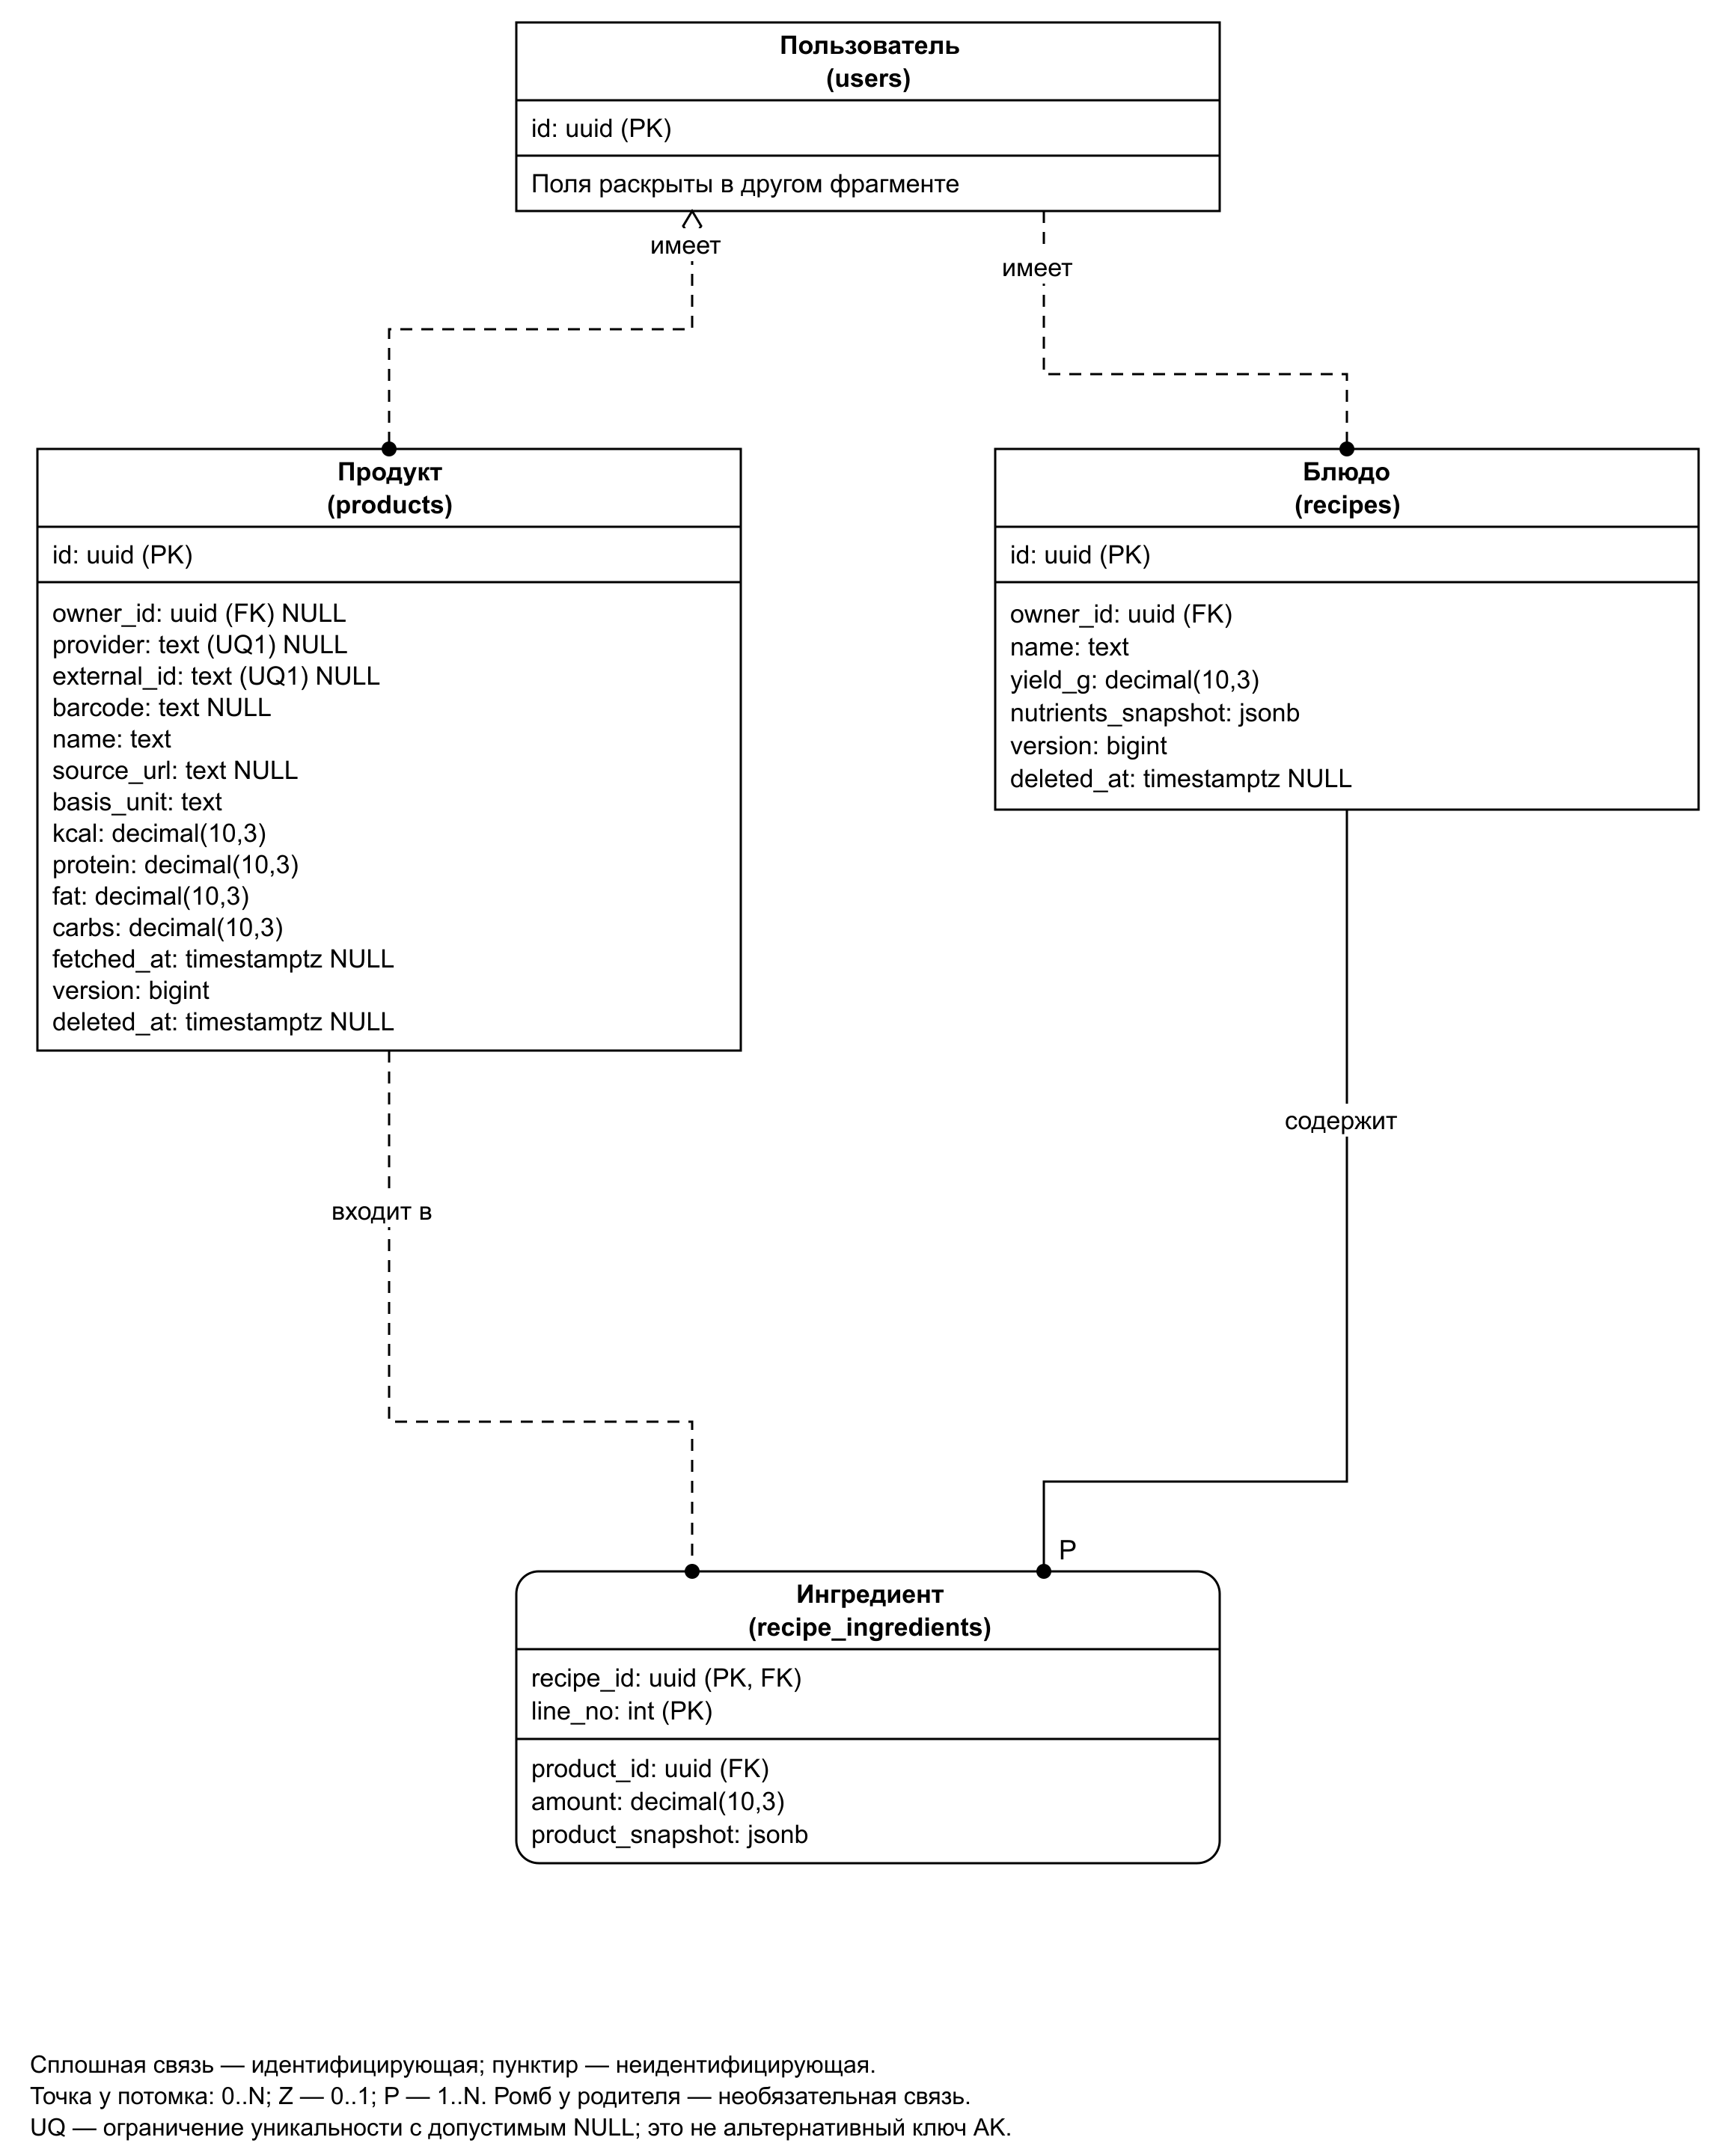 Пользователь
(users)
id: uuid (PK)
Поля раскрыты в другом фрагменте
имеет
имеет
Продукт
(products)
id: uuid (PK)
owner_id: uuid (FK) NULL
provider: text (UQ1) NULL
external_id: text (UQ1) NULL
barcode: text NULL
name: text
source_url: text NULL
basis_unit: text
kcal: decimal(10,3)
protein: decimal(10,3)
fat: decimal(10,3)
carbs: decimal(10,3)
fetched_at: timestamptz NULL
version: bigint
deleted_at: timestamptz NULL
Блюдо
(recipes)
id: uuid (PK)
owner_id: uuid (FK)
name: text
yield_g: decimal(10,3)
nutrients_snapshot: jsonb
version: bigint
deleted_at: timestamptz NULL
содержит
входит в
P
Ингредиент
(recipe_ingredients)
recipe_id: uuid (PK, FK)
line_no: int (PK)
product_id: uuid (FK)
amount: decimal(10,3)
product_snapshot: jsonb
Сплошная связь — идентифицирующая; пунктир — неидентифицирующая.
Точка у потомка: 0..N; Z — 0..1; P — 1..N. Ромб у родителя — необязательная связь.
UQ — ограничение уникальности с допустимым NULL; это не альтернативный ключ AK.